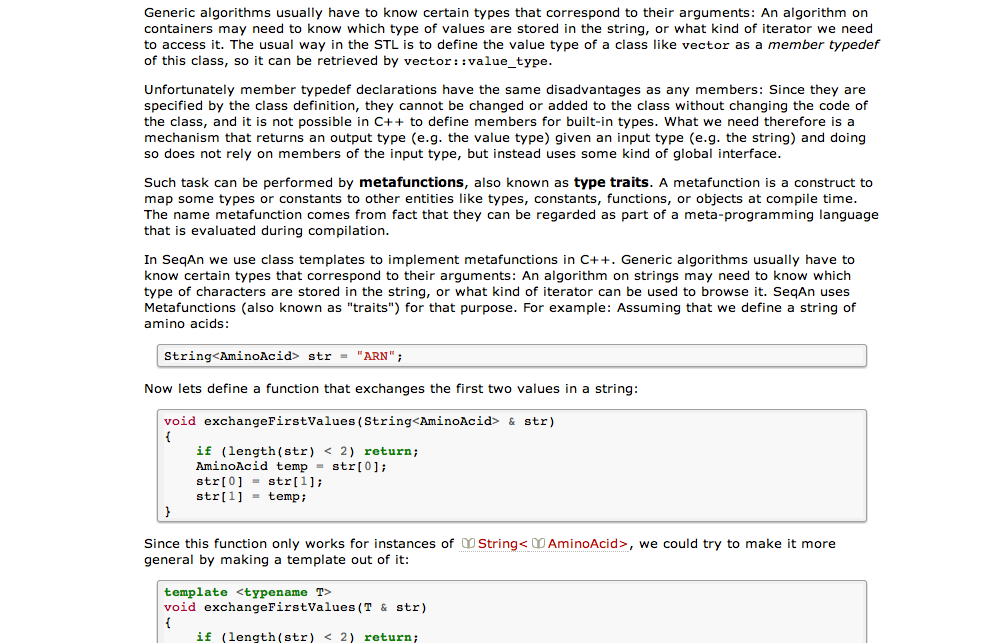 Generic algorithms usually have to know certain types that correspond to their arguments: An algorithm on
containers may need to know which type of values are stored in the string, or what kind of iterator we need
to access it. The usual way in the STL is to define the value type of a class like vector as a member typedef
of this class, so it can be retrieved by vector::value_type.
Unfortunately member typedef declarations have the same disadvantages as any members: Since they are
specified by the class definition, they cannot be changed or added to the class without changing the code of
the class, and it is not possible in C++ to define members for built-in types. What we need therefore is a
mechanism that returns an output type (e.g. the value type) given an input type (e.g. the string) and doing
so does not rely on members of the input type, but instead uses some kind of global interface.
Such task can be performed by metafunctions, also known as type traits. A metafunction is a construct to
map some types or constants to other entities like types, constants, functions, or objects at compile time.
The name metafunction comes from fact that they can be regarded as part of a meta-programming language
that is evaluated during compilation.
In SeqAn we use class templates to implement metafunctions in C++. Generic algorithms usually have to
know certain types that correspond to their arguments: An algorithm on strings may need to know which
type of characters are stored in the string, or what kind of iterator can be used to browse it. SeqAn uses
Metafunctions (also known as "traits") for that purpose. For example: Assuming that we define a string of
amino acids:
String<AminoAcid> str = "ARN";
Now lets define a function that exchanges the first two values in a string:
void exchangeFirstValues(String<AminoAcid> & str)
{
    if (length(str) < 2) return;
    AminoAcid temp = str[0];
    str[0] = str[1];
    str[1] = temp;
}
Since this function only works for instances of String< AminoAcid>, we could try to make it more
general by making a template out of it:
template <typename T>
void exchangeFirstValues(T & str)
{
    if (length(str) < 2) return;